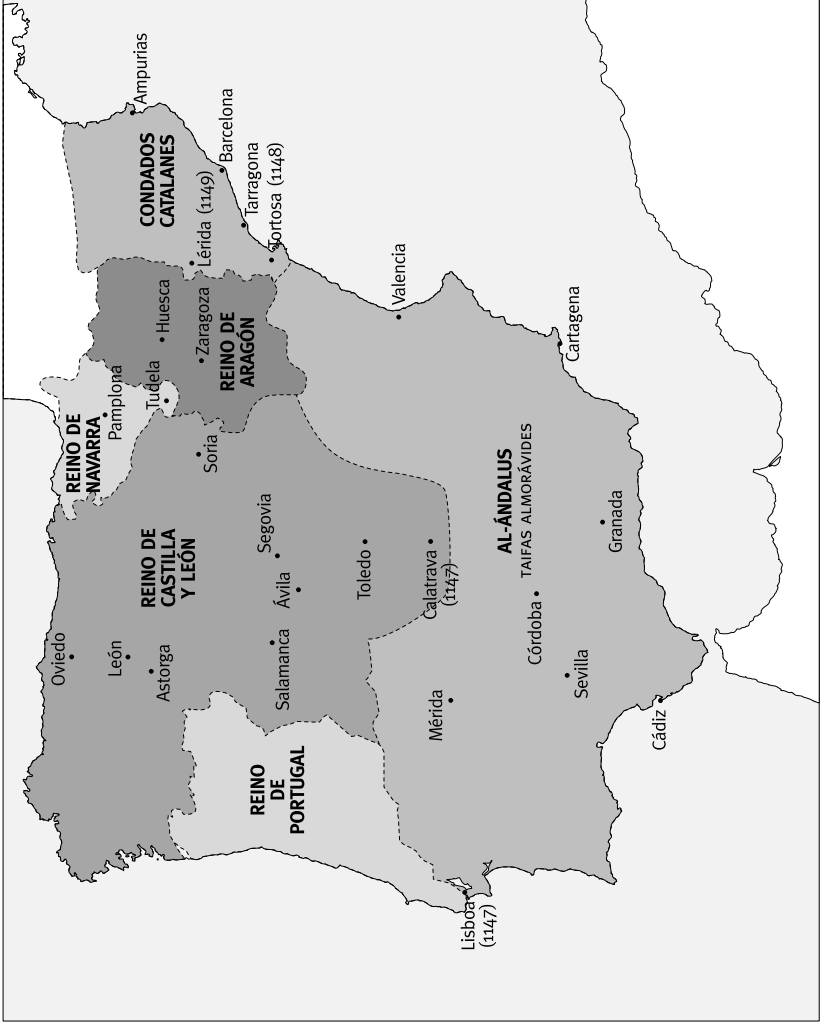 Oviedo
León
Astorga
REINO DE
CASTILLA
Y LEÓN
Salamanca
Ávila
Segovia
Soria
Toledo
Calatrava
(1147)
REINO DE
NAVARRA
Pamplona
Tudela
Huesca
Zaragoza
REINO DE
ARAGÓN
CONDADOS
CATALANES
Ampurias
Barcelona
Lérida (1149)
Tarragona
Tortosa (1148)
REINO
DE
PORTUGAL
Lisboa
(1147)
Valencia
Mérida
AL-ÁNDALUS
TAIFAS ALMORÁVIDES
Córdoba
Sevilla
Cartagena
Granada
Cádiz